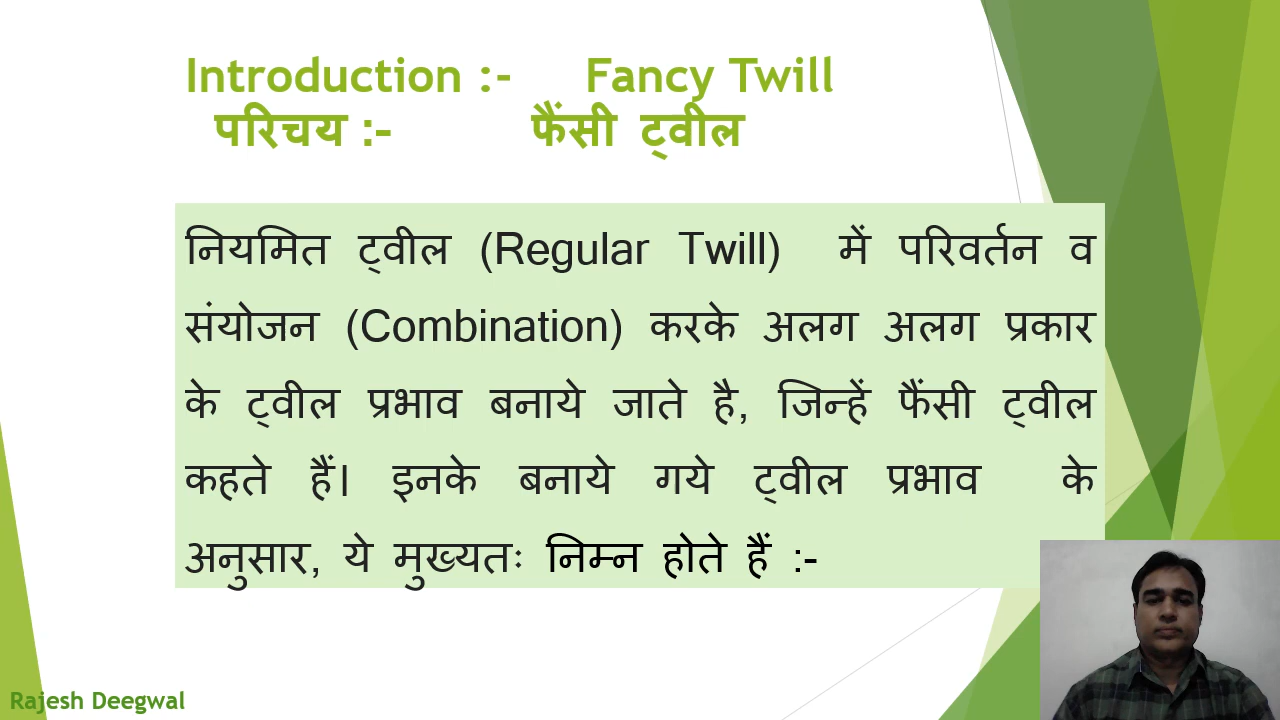 Introduction :- Fancy Twill
परिचय :- फैंसी ट्वील
नियमित ट्वील (Regular Twill) में परिवर्तन व
संयोजन (Combination) करके अलग अलग प्रकार
के ट्वील प्रभाव बनाये जाते है, जिन्हें फैंसी ट्वील
कहते हैं। इनके बनाये गये ट्वील प्रभाव के
अनुसार, ये मुख्यतः निम्न होते हैं :-
Rajesh Deegwal